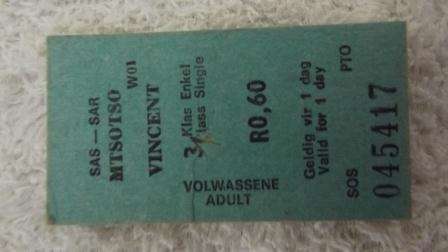 SAS — SAR
MTSOTSO W01
VINCENT
3 Klas Enkel
Class Single
R0,60
Geldig vir 1 dag
Valid for 1 day
SOS PTO
045417
VOLWASSENE
ADULT